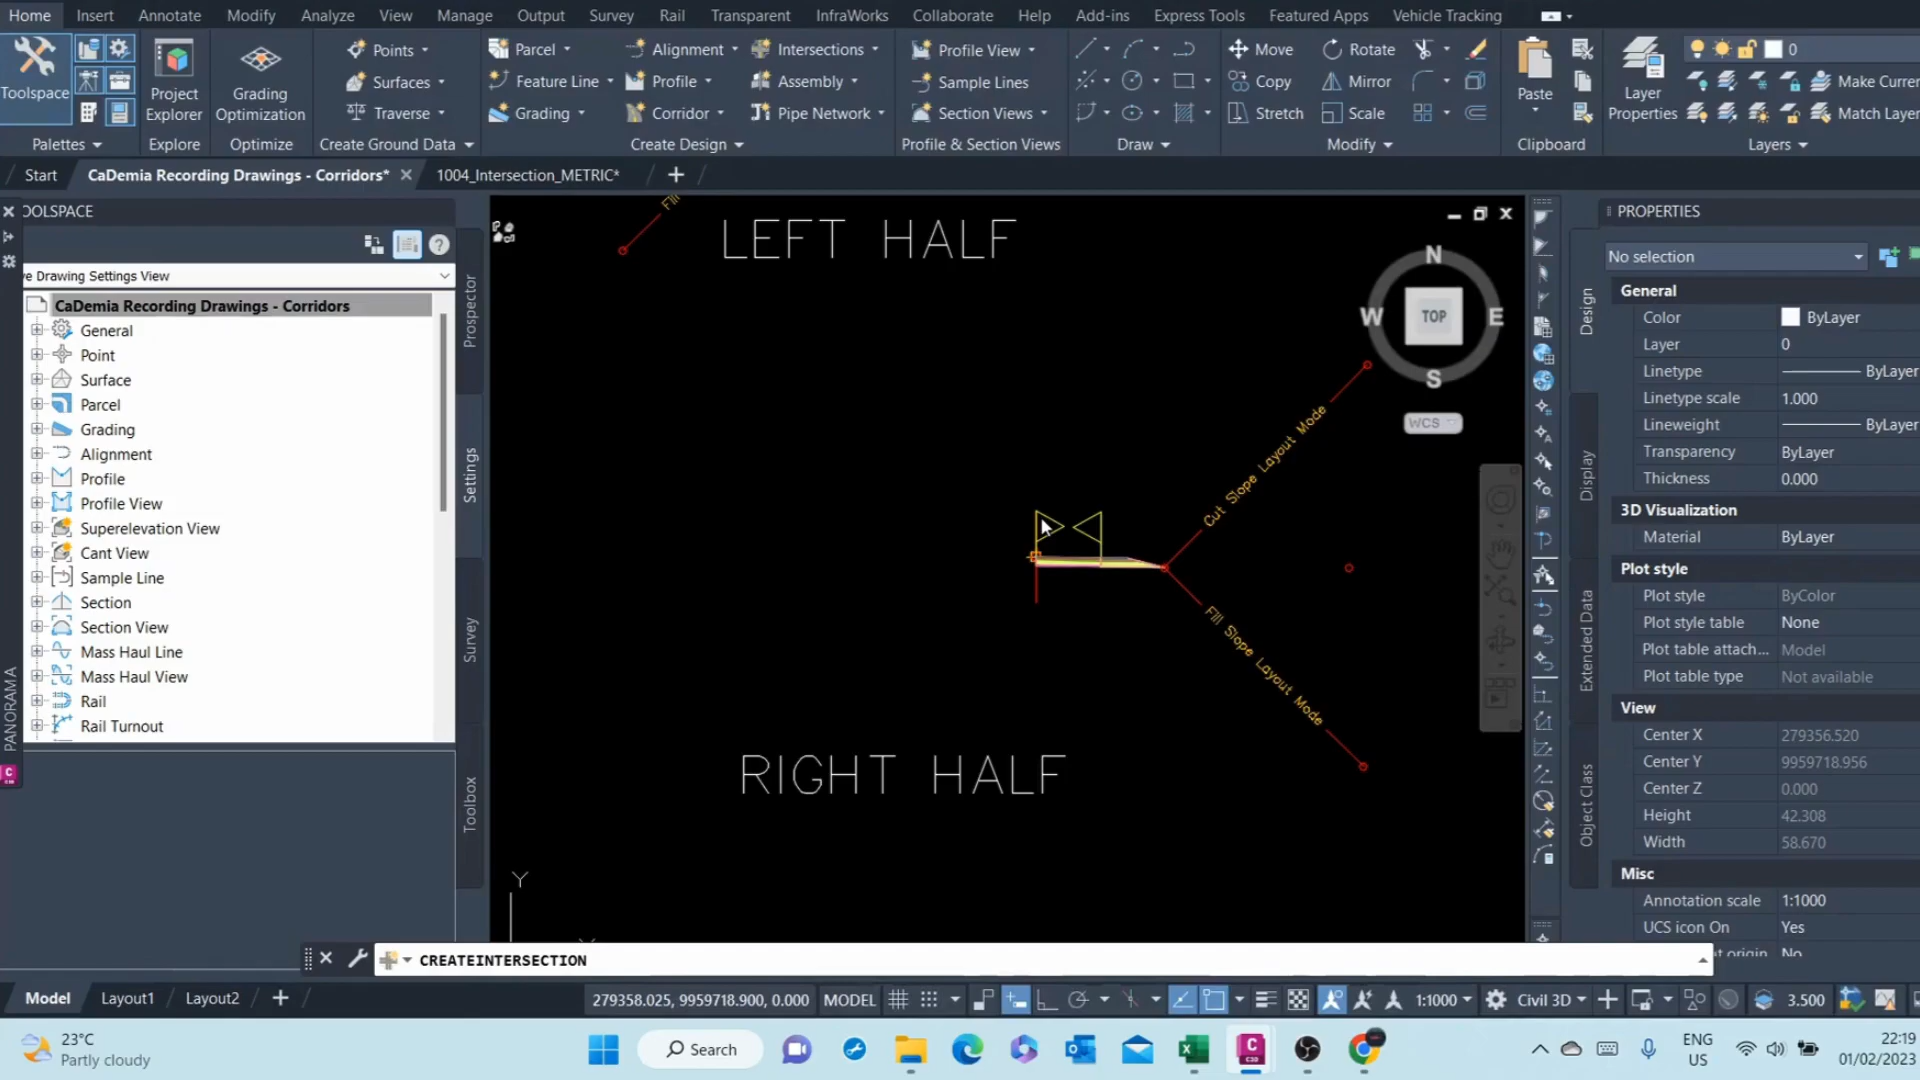 Home Insert Annotate Modify Analyze View Manage Output Survey Rail Transparent InfraWorks Collaborate Help Add-ins Express Tools Featured Apps Vehicle Tracking
Points Parcel Alignment Intersections Profile View Move Rotate 0
Toolspace Project Explorer Grading Optimization Surfaces Feature Line Profile Assembly Sample Lines Copy Mirror Paste Layer Properties Make Curren
Traverse Grading Corridor Pipe Network Section Views Stretch Scale Match Layer
Palettes Explore Optimize Create Ground Data Create Design Profile & Section Views Draw Modify Clipboard Layers
Start CaDemia Recording Drawings - Corridors* 1004_Intersection_METRIC*
OOLSPACE
e Drawing Settings View
CaDemia Recording Drawings - Corridors
General
Point
Surface
Parcel
Grading
Alignment
Profile
Profile View
Superelevation View
Cant View
Sample Line
Section
Section View
Mass Haul Line
Mass Haul View
Rail
Rail Turnout
PANORAMA
Prospector
Settings
Survey
Toolbox
Fill
LEFT HALF
N
W TOP E
S
WCS
Cut Slope Layout Mode
Fill Slope Layout Mode
RIGHT HALF
Y
PROPERTIES
No selection
Design
Display
Extended Data
Object Class
General
Color ByLayer
Layer 0
Linetype ByLayer
Linetype scale 1.000
Lineweight ByLayer
Transparency ByLayer
Thickness 0.000
3D Visualization
Material ByLayer
Plot style
Plot style ByColor
Plot style table None
Plot table attach... Model
Plot table type Not available
View
Center X 279356.520
Center Y 9959718.956
Center Z 0.000
Height 42.308
Width 58.670
Misc
Annotation scale 1:1000
UCS icon On Yes
No
CREATEINTERSECTION
Model Layout1 Layout2 279358.025, 9959718.900, 0.000 MODEL 1:1000 Civil 3D 3.500
23°C
Partly cloudy
Search
ENG
US
22:19
01/02/2023